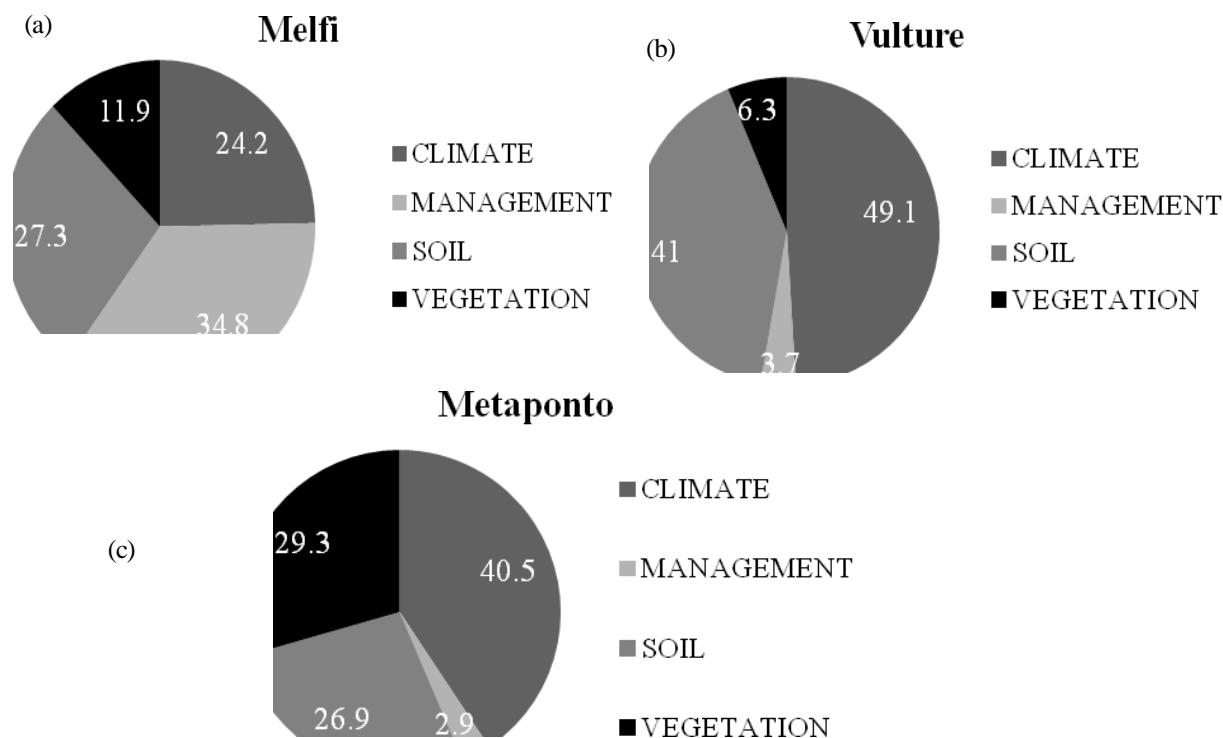 (a)
Melfi
11.9
24.2
27.3
34.8
CLIMATE
MANAGEMENT
SOIL
VEGETATION
(b)
Vulture
6.3
49.1
41
3.7
CLIMATE
MANAGEMENT
SOIL
VEGETATION
(c)
Metaponto
29.3
40.5
26.9
2.9
CLIMATE
MANAGEMENT
SOIL
VEGETATION